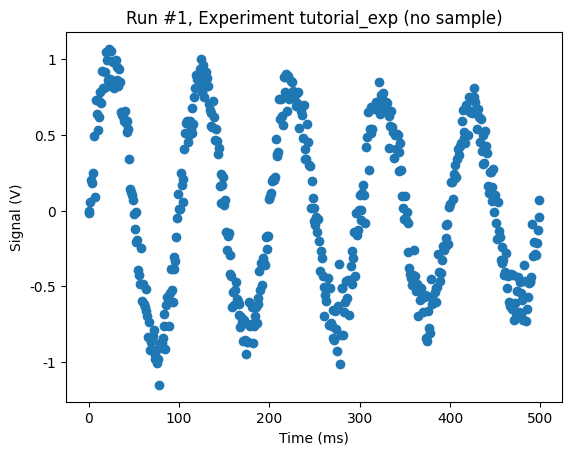 Run #1, Experiment tutorial_exp (no sample)
1
0.5
0
-0.5
-1
Signal (V)
0 100 200 300 400 500
Time (ms)